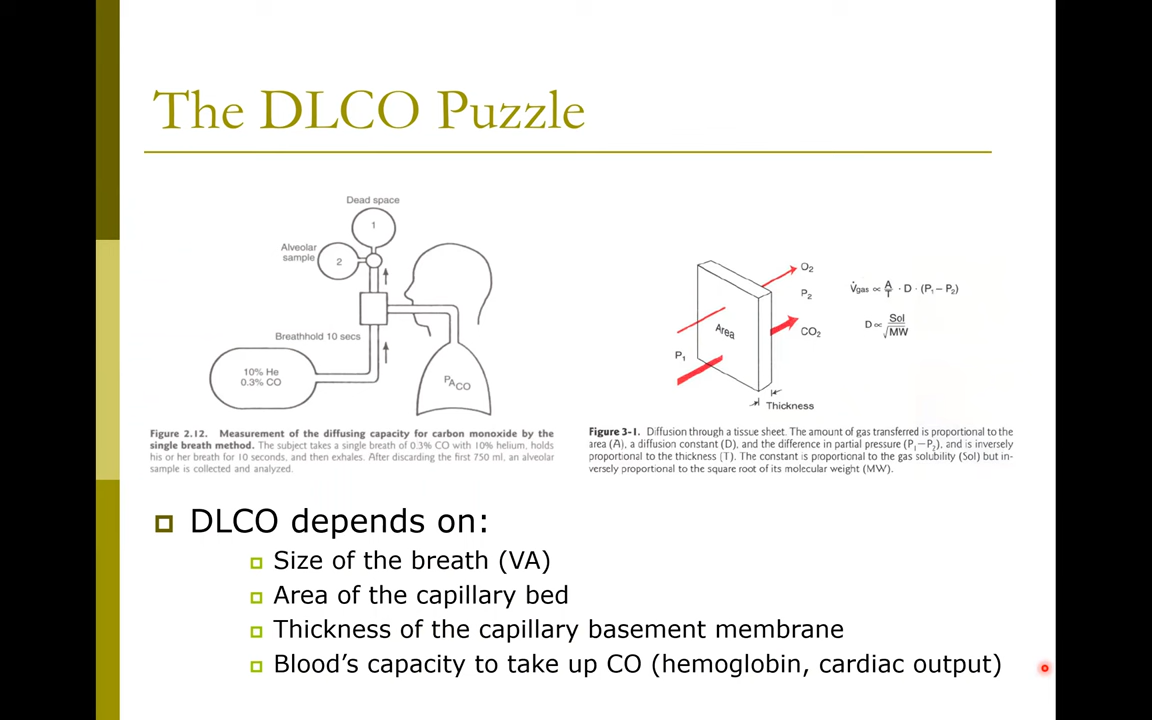 The DLCO Puzzle
Dead space
1
Alveolar
sample
2
Breathhold 10 secs
10% He
0.3% CO
PACO
Figure 2.12. Measurement of the diffusing capacity for carbon monoxide by the
single breath method. The subject takes a single breath of 0.3% CO with 10% helium, holds
his or her breath for 10 seconds, and then exhales. After discarding the first 750 ml, an alveolar
sample is collected and analyzed.
O2
P2
CO2
Area
P1
Thickness
V̇gas ∝ A/T · D · (P1 – P2)
D ∝ Sol/√MW
Figure 3-1. Diffusion through a tissue sheet. The amount of gas transferred is proportional to the
area (A), a diffusion constant (D), and the difference in partial pressure (P1–P2), and is inversely
proportional to the thickness (T). The constant is proportional to the gas solubility (Sol) but in-
versely proportional to the square root of its molecular weight (MW).
DLCO depends on:
Size of the breath (VA)
Area of the capillary bed
Thickness of the capillary basement membrane
Blood's capacity to take up CO (hemoglobin, cardiac output)